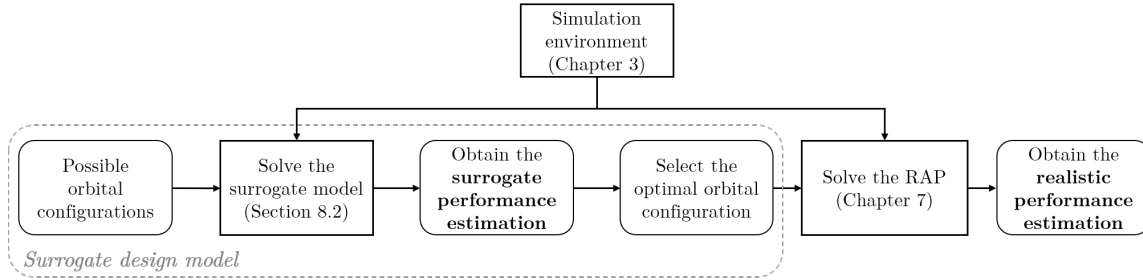 Simulation
environment
(Chapter 3)
Possible
orbital
configurations
Solve the
surrogate model
(Section 8.2)
Obtain the
surrogate
performance
estimation
Select the
optimal orbital
configuration
Solve the RAP
(Chapter 7)
Obtain the
realistic
performance
estimation
Surrogate design model